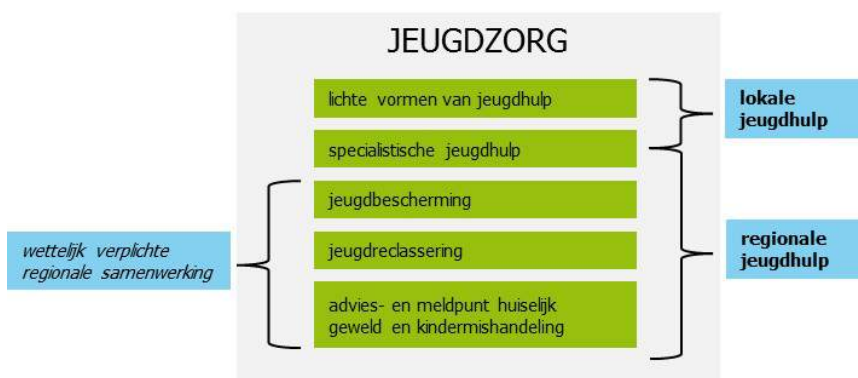 JEUGDZORG
lichte vormen van jeugdhulp
specialistische jeugdhulp
jeugdbescherming
jeugdreclassering
advies- en meldpunt huiselijk
geweld en kindermishandeling
lokale
jeugdhulp
regionale
jeugdhulp
wettelijk verplichte
regionale samenwerking